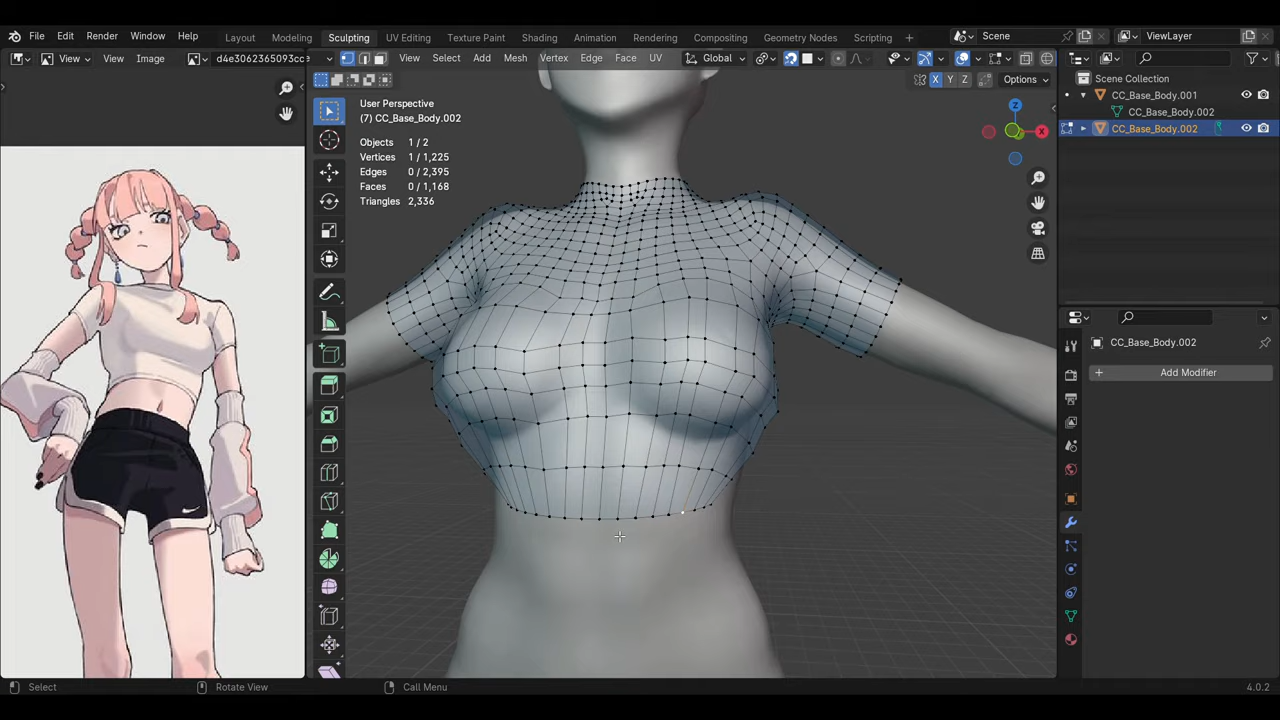 File Edit Render Window Help Layout Modeling Sculpting UV Editing Texture Paint Shading Animation Rendering Compositing Geometry Nodes Scripting Scene ViewLayer
View View Image d4e3062365093cc View Select Add Mesh Vertex Edge Face UV Global
X Y Z Options
Scene Collection
CC_Base_Body.001
CC_Base_Body.002
CC_Base_Body.002
User Perspective
(7) CC_Base_Body.002
Objects 1 / 2
Vertices 1 / 1,225
Edges 0 / 2,395
Faces 0 / 1,168
Triangles 2,336
Z
X
CC_Base_Body.002
+ Add Modifier
Select Rotate View Call Menu 4.0.2